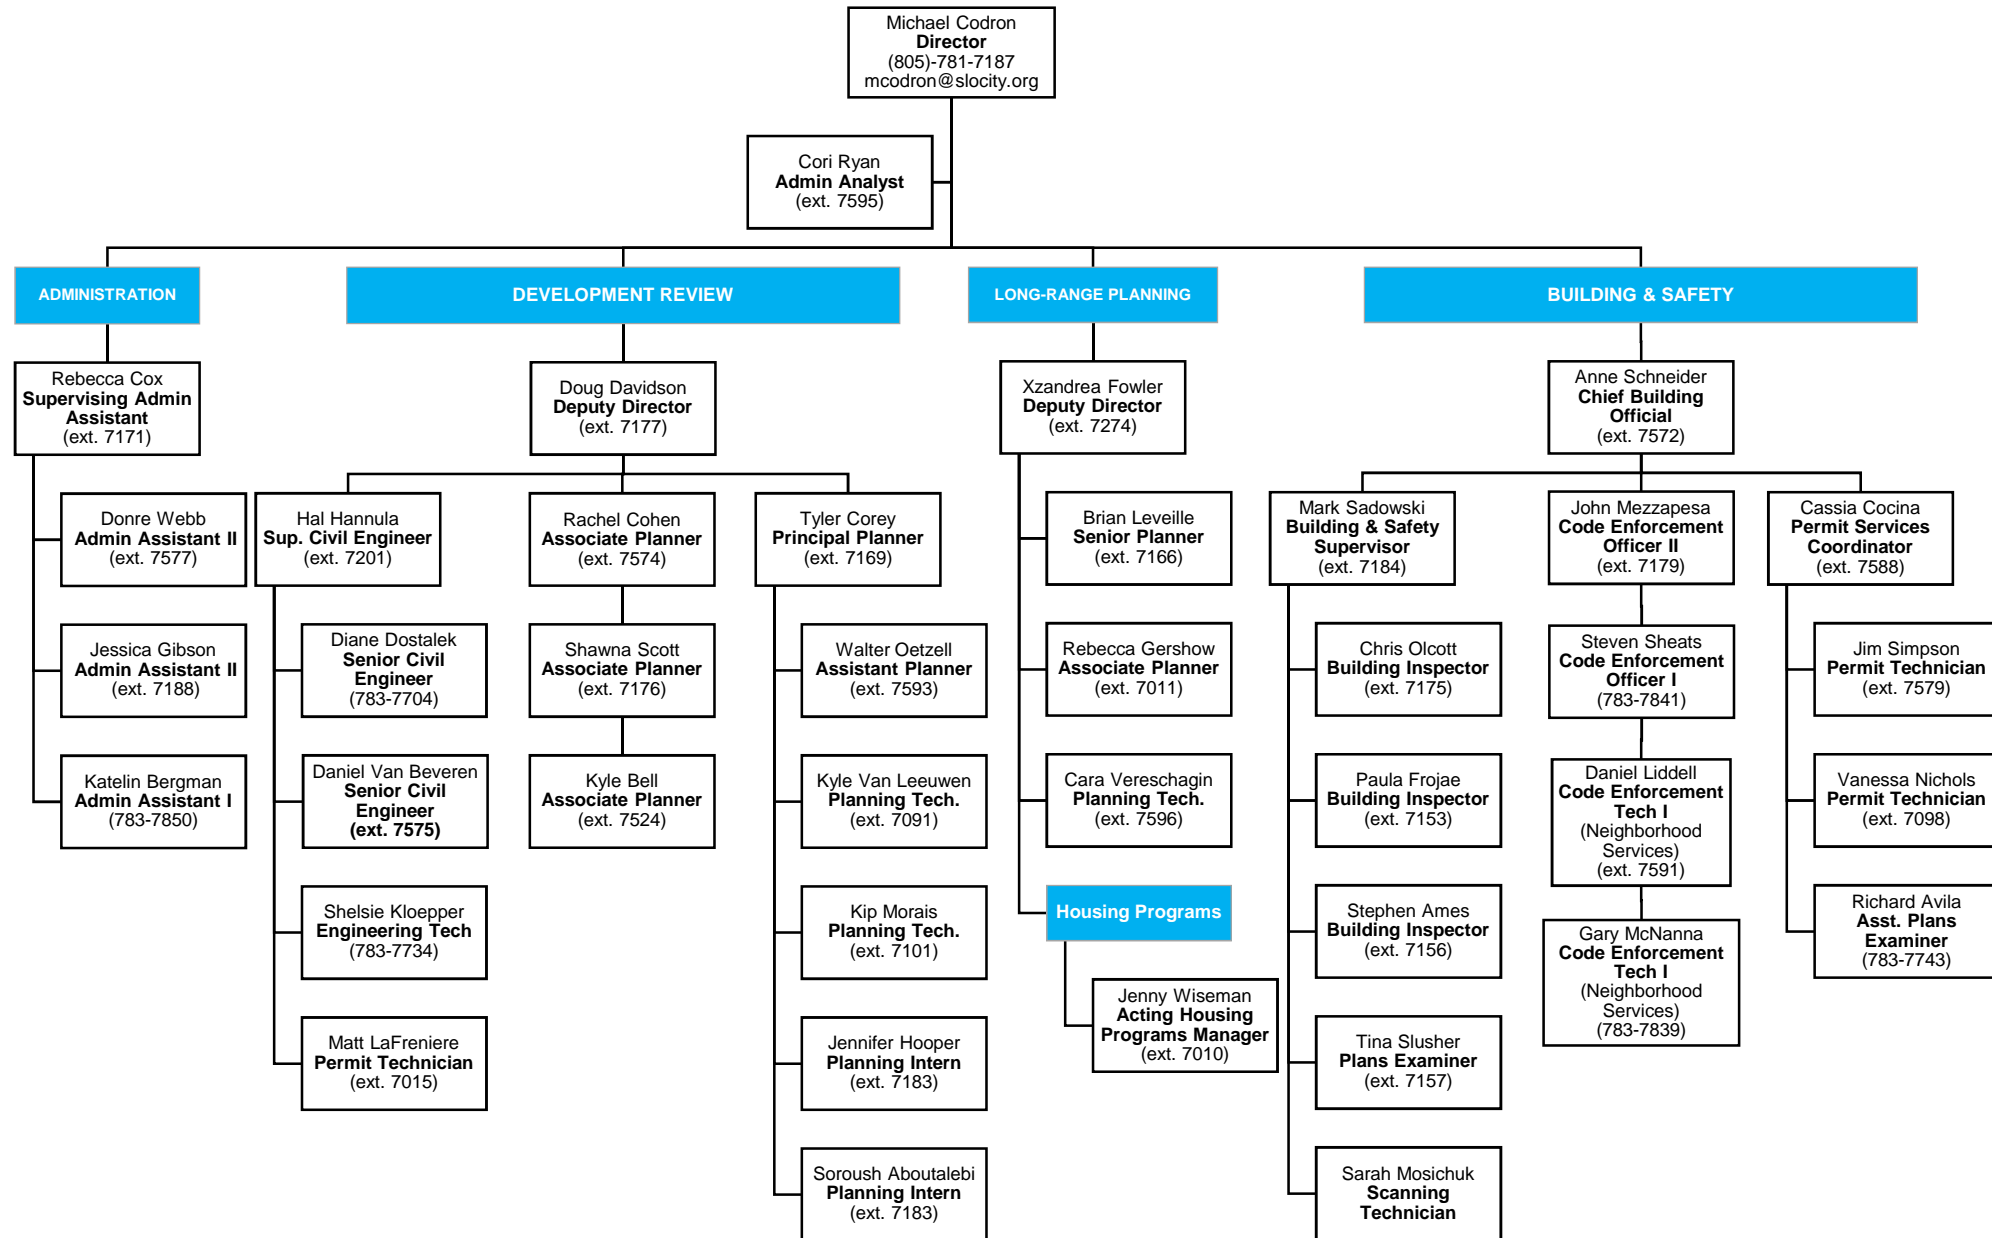 Michael Codron
Director
(805)-781-7187
mcodron@slocity.org
Cori Ryan
Admin Analyst
(ext. 7595)
ADMINISTRATION
Rebecca Cox
Supervising Admin
Assistant
(ext. 7171)
Donre Webb
Admin Assistant II
(ext. 7577)
Jessica Gibson
Admin Assistant II
(ext. 7188)
Katelin Bergman
Admin Assistant I
(783-7850)
DEVELOPMENT REVIEW
Doug Davidson
Deputy Director
(ext. 7177)
Hal Hannula
Sup. Civil Engineer
(ext. 7201)
Diane Dostalek
Senior Civil
Engineer
(783-7704)
Daniel Van Beveren
Senior Civil
Engineer
(ext. 7575)
Shelsie Kloepper
Engineering Tech
(783-7734)
Matt LaFreniere
Permit Technician
(ext. 7015)
Rachel Cohen
Associate Planner
(ext. 7574)
Shawna Scott
Associate Planner
(ext. 7176)
Kyle Bell
Associate Planner
(ext. 7524)
Tyler Corey
Principal Planner
(ext. 7169)
Walter Oetzell
Assistant Planner
(ext. 7593)
Kyle Van Leeuwen
Planning Tech.
(ext. 7091)
Kip Morais
Planning Tech.
(ext. 7101)
Jennifer Hooper
Planning Intern
(ext. 7183)
Soroush Aboutalebi
Planning Intern
(ext. 7183)
LONG-RANGE PLANNING
Xzandrea Fowler
Deputy Director
(ext. 7274)
Brian Leveille
Senior Planner
(ext. 7166)
Rebecca Gershow
Associate Planner
(ext. 7011)
Cara Vereschagin
Planning Tech.
(ext. 7596)
Housing Programs
Jenny Wiseman
Acting Housing
Programs Manager
(ext. 7010)
BUILDING & SAFETY
Anne Schneider
Chief Building
Official
(ext. 7572)
Mark Sadowski
Building & Safety
Supervisor
(ext. 7184)
Chris Olcott
Building Inspector
(ext. 7175)
Paula Frojae
Building Inspector
(ext. 7153)
Stephen Ames
Building Inspector
(ext. 7156)
Tina Slusher
Plans Examiner
(ext. 7157)
Sarah Mosichuk
Scanning
Technician
John Mezzapesa
Code Enforcement
Officer II
(ext. 7179)
Steven Sheats
Code Enforcement
Officer I
(783-7841)
Daniel Liddell
Code Enforcement
Tech I
(Neighborhood
Services)
(ext. 7591)
Gary McNanna
Code Enforcement
Tech I
(Neighborhood
Services)
(783-7839)
Cassia Cocina
Permit Services
Coordinator
(ext. 7588)
Jim Simpson
Permit Technician
(ext. 7579)
Vanessa Nichols
Permit Technician
(ext. 7098)
Richard Avila
Asst. Plans
Examiner
(783-7743)